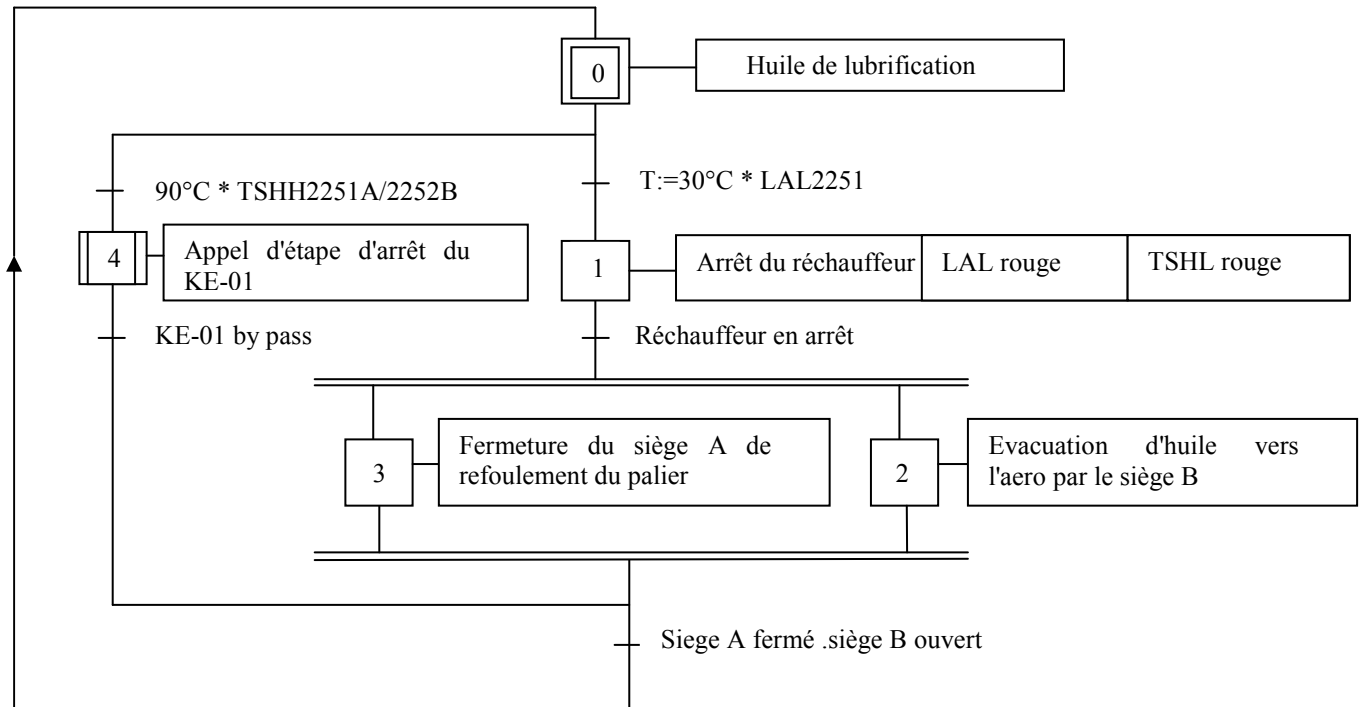 0
Huile de lubrification
90°C * TSHH2251A/2252B
T:=30°C * LAL2251
4
Appel d'étape d'arrêt du
KE-01
1
Arrêt du réchauffeur
LAL rouge
TSHL rouge
KE-01 by pass
Réchauffeur en arrêt
3
Fermeture du siège A de
refoulement du palier
2
Evacuation d'huile vers
l'aero par le siège B
Siege A fermé .siège B ouvert